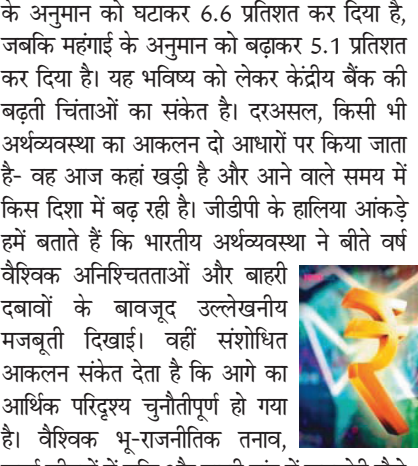 के अनुमान को घटाकर 6.6 प्रतिशत कर दिया है,
जबकि महंगाई के अनुमान को बढ़ाकर 5.1 प्रतिशत
कर दिया है। यह भविष्य को लेकर केंद्रीय बैंक की
बढ़ती चिंताओं का संकेत है। दरअसल, किसी भी
अर्थव्यवस्था का आकलन दो आधारों पर किया जाता
है- वह आज कहां खड़ी है और आने वाले समय में
किस दिशा में बढ़ रही है। जीडीपी के हालिया आंकड़े
हमें बताते हैं कि भारतीय अर्थव्यवस्था ने बीते वर्ष
वैश्विक अनिश्चितताओं और बाहरी
दबावों के बावजूद उल्लेखनीय
मजबूती दिखाई। वहीं संशोधित
आकलन संकेत देता है कि आगे का
आर्थिक परिदृश्य चुनौतीपूर्ण हो गया
है। वैश्विक भू-राजनीतिक तनाव,